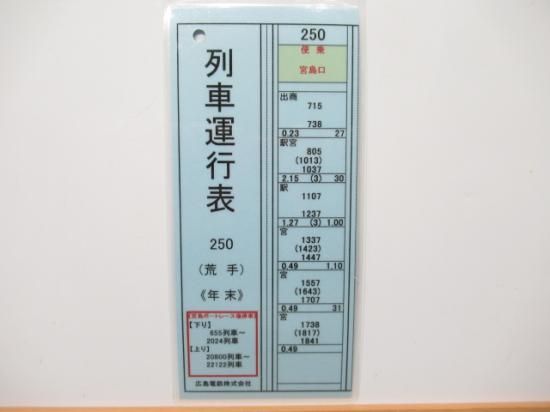 列車運行表
250
(荒 手)
《年 末》
【下り】
655列車～
2024列車
【上り】
20800列車～
22122列車
広島電鉄株式会社
250
便 乗
宮島口
出商
715
738
0.23 27
駅宮
805
(1013)
1037
2.15 (3) 30
駅
1107
1237
1.27 (3) 1.00
宮
1337
(1423)
1447
0.49 1.10
宮
1557
(1643)
1707
0.49 31
宮
1738
(1817)
1841
0.49